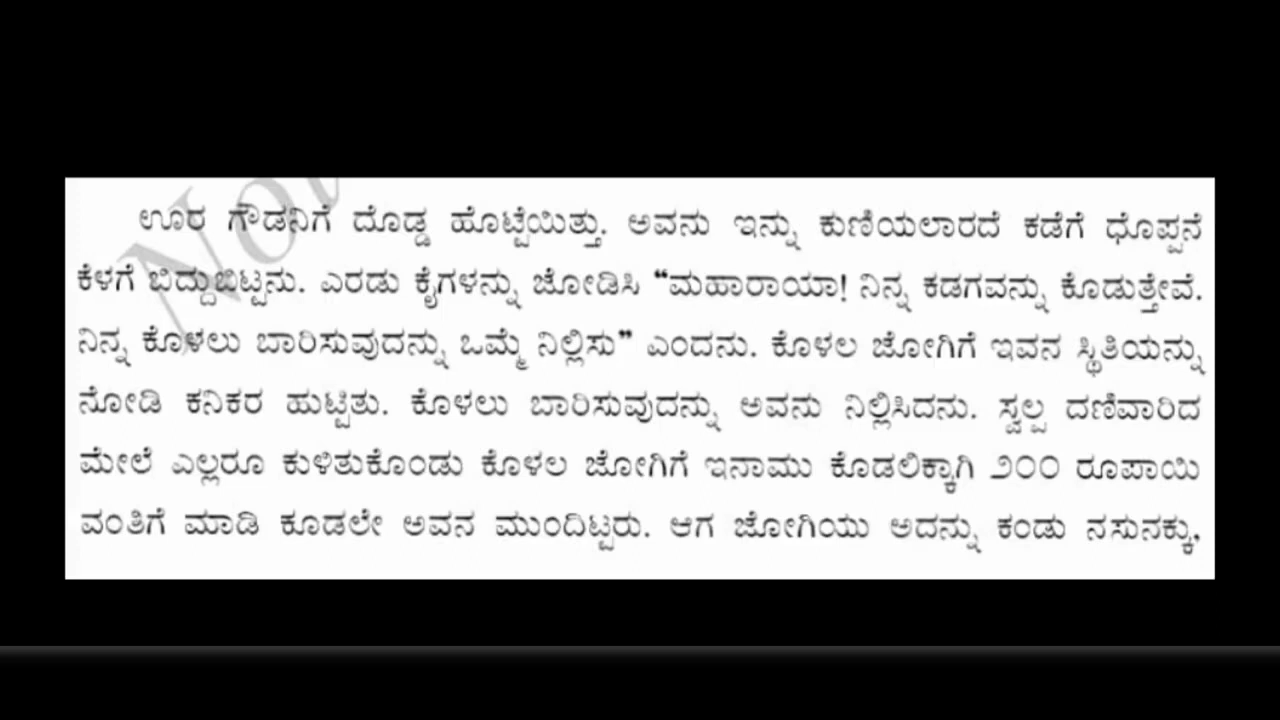 ಊರ ಗೌಡನಿಗೆ ದೊಡ್ಡ ಹೊಟ್ಟೆಯಿತ್ತು. ಅವನು ಇನ್ನು ಕುಣಿಯಲಾರದೆ ಕಡೆಗೆ ಧೊಪ್ಪನೆ
ಕೆಳಗೆ ಬಿದ್ದುಬಿಟ್ಟನು. ಎರಡು ಕೈಗಳನ್ನು ಜೋಡಿಸಿ “ಮಹಾರಾಯಾ! ನಿನ್ನ ಕಡಗವನ್ನು ಕೊಡುತ್ತೇವೆ.
ನಿನ್ನ ಕೊಳಲು ಬಾರಿಸುವುದನ್ನು ಒಮ್ಮೆ ನಿಲ್ಲಿಸು” ಎಂದನು. ಕೊಳಲ ಜೋಗಿಗೆ ಇವನ ಸ್ಥಿತಿಯನ್ನು
ನೋಡಿ ಕನಿಕರ ಹುಟ್ಟಿತು. ಕೊಳಲು ಬಾರಿಸುವುದನ್ನು ಅವನು ನಿಲ್ಲಿಸಿದನು. ಸ್ವಲ್ಪ ದಣಿವಾರಿದ
ಮೇಲೆ ಎಲ್ಲರೂ ಕುಳಿತುಕೊಂಡು ಕೊಳಲ ಜೋಗಿಗೆ ಇನಾಮು ಕೊಡಲಿಕ್ಕಾಗಿ ೨೦೦ ರೂಪಾಯಿ
ವಂತಿಗೆ ಮಾಡಿ ಕೂಡಲೇ ಅವನ ಮುಂದಿಟ್ಟರು. ಆಗ ಜೋಗಿಯು ಅದನ್ನು ಕಂಡು ನಸುನಕ್ಕು,